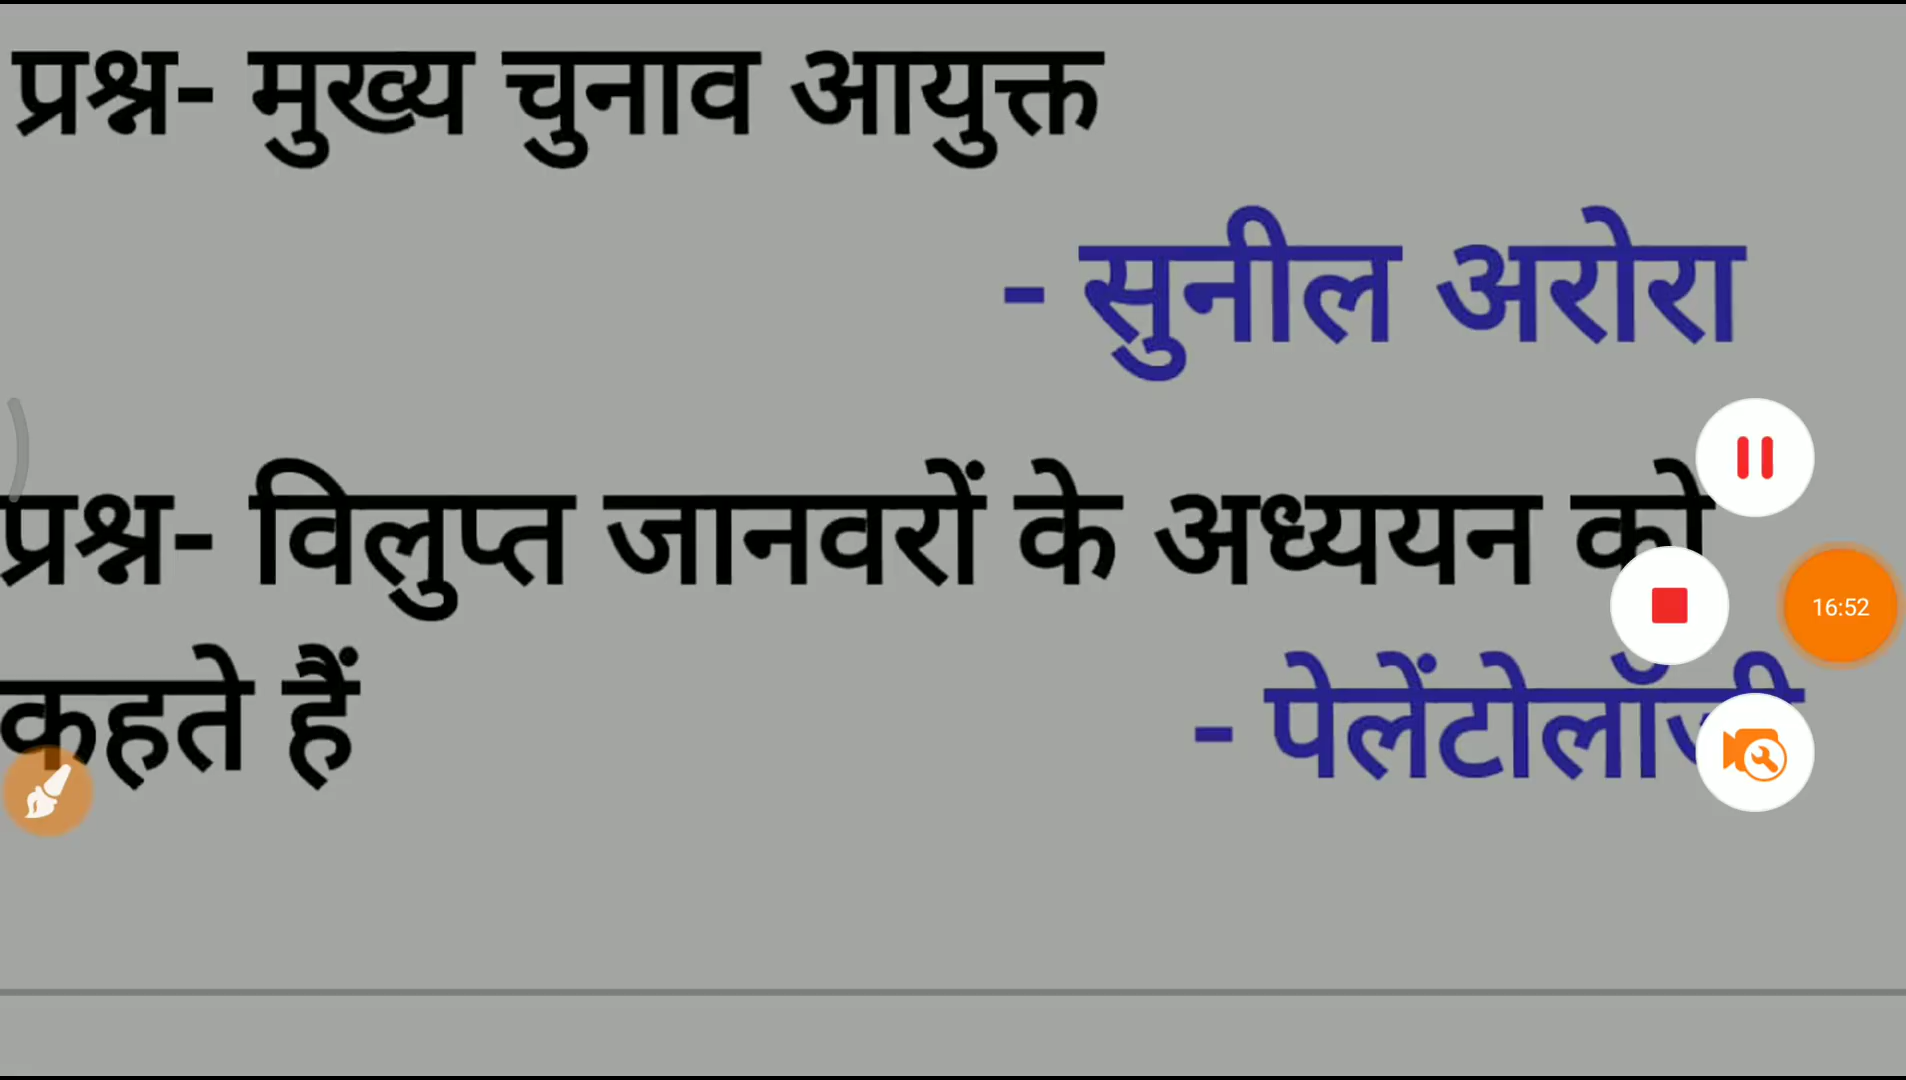 प्रश्न- मुख्य चुनाव आयुक्त
- सुनील अरोरा
प्रश्न- विलुप्त जानवरों के अध्ययन को
16:52
कहते हैं - पेलेंटोलॉजी